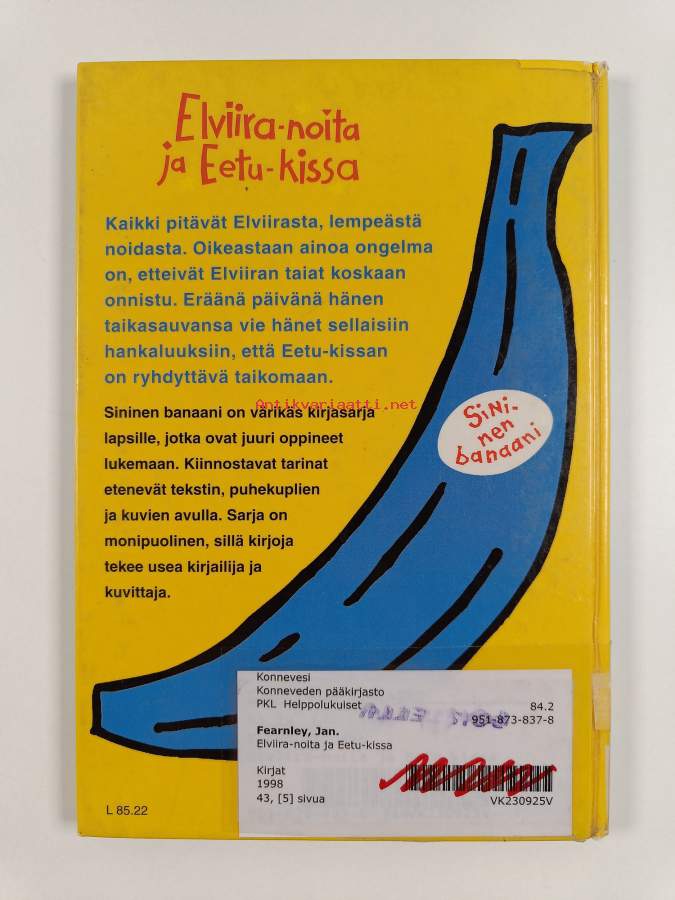 Elviira-noita
ja Eetu-kissa
Kaikki pitävät Elviirasta, lempeästä
noidasta. Oikeastaan ainoa ongelma
on, etteivät Elviiran taiat koskaan
onnistu. Eräänä päivänä hänen
taikasauvansa vie hänet sellaisiin
hankaluuksiin, että Eetu-kissan
on ryhdyttävä taikomaan.
Antikvariaatti.net
Sininen banaani on värikäs kirjasarja
lapsille, jotka ovat juuri oppineet
lukemaan. Kiinnostavat tarinat
etenevät tekstin, puhekuplien
ja kuvien avulla. Sarja on
monipuolinen, sillä kirjoja
tekee usea kirjailija ja
kuvittaja.
Sini-
nen
banaani
Konnevesi
Konneveden pääkirjasto
PKL Helppolukuiset 84.2
951-873-837-8
Fearnley, Jan.
Elviira-noita ja Eetu-kissa
Kirjat
1998
43, [5] sivua
VK230925V
L 85.22